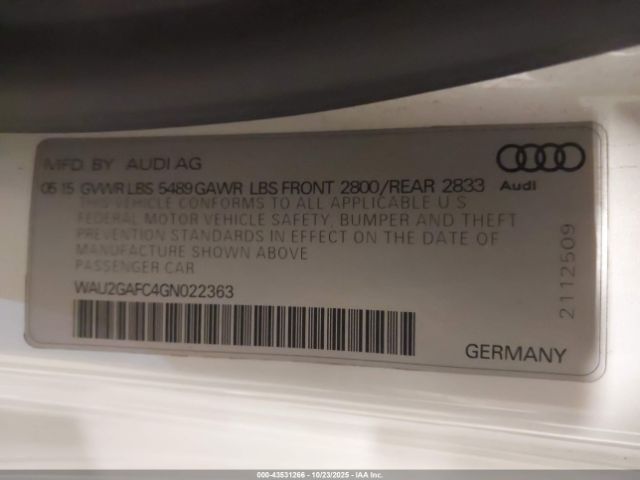 MFD. BY AUDI AG
05 15 GVWR LBS 5489 GAWR LBS FRONT 2800/REAR 2833
Audi
THIS VEHICLE CONFORMS TO ALL APPLICABLE U S
FEDERAL MOTOR VEHICLE SAFETY, BUMPER AND THEFT
PREVENTION STANDARDS IN EFFECT ON THE DATE OF
MANUFACTURE SHOWN ABOVE
PASSENGER CAR
WAU2GAFC4GN022363
2112509
GERMANY
000-43531266 - 10/23/2025 - IAA Inc.